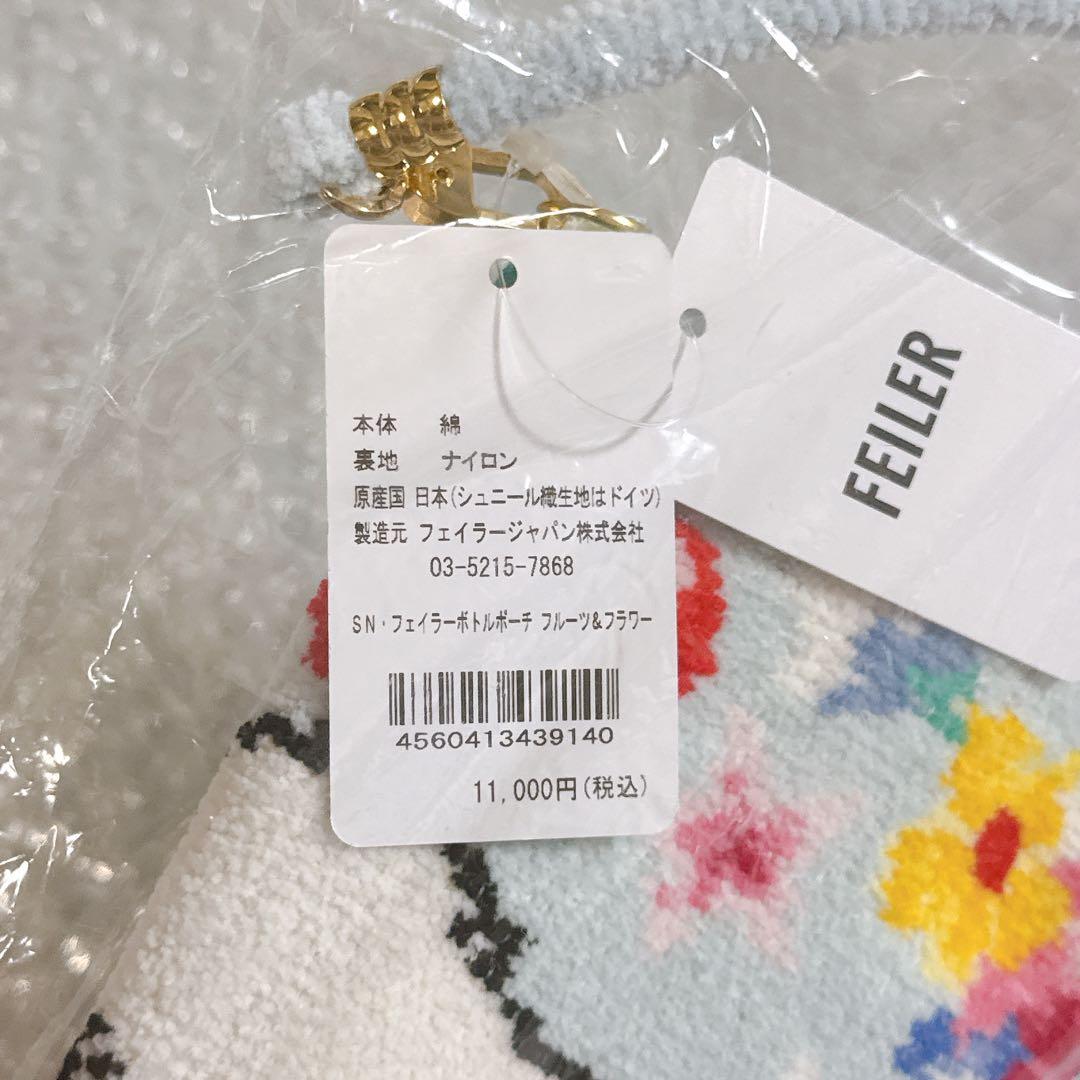 本体 綿
裏地 ナイロン
原産国 日本(シュニール織生地はドイツ)
製造元 フェイラージャパン株式会社
03-5215-7868
SN・フェイラーボトルポーチ フルーツ&フラワー
4560413439140
11,000円(税込)
FEILER